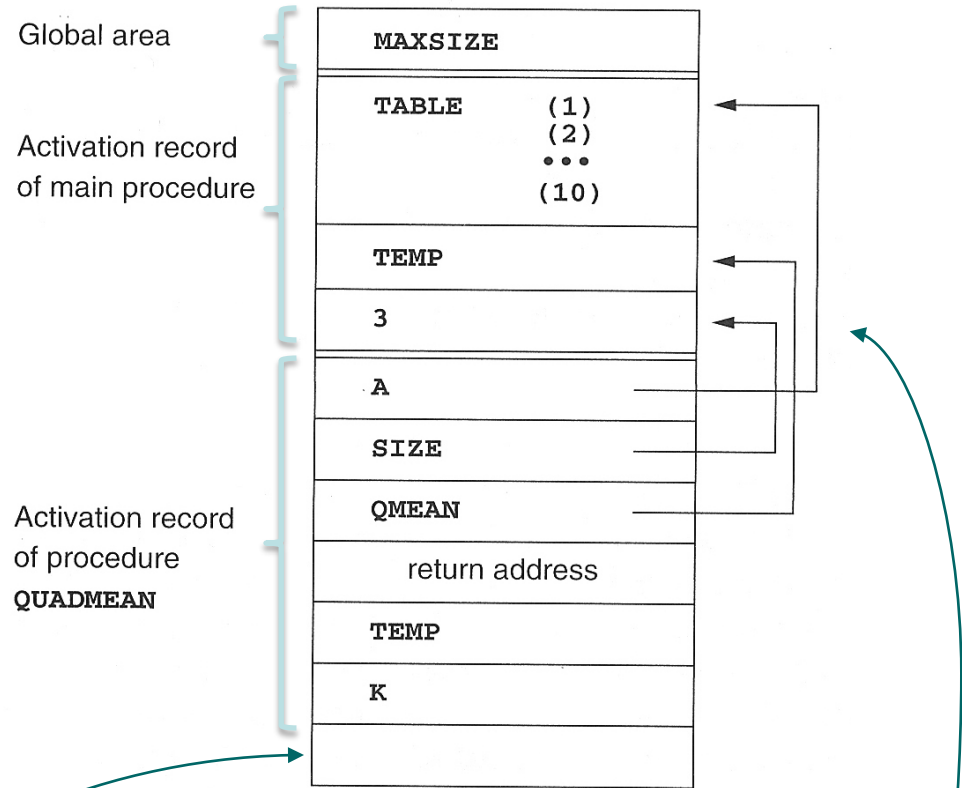 Global area
MAXSIZE
TABLE (1)
(2)
•••
(10)
Activation record
of main procedure
TEMP
3
A
SIZE
QMEAN
Activation record
of procedure
QUADMEAN
return address
TEMP
K